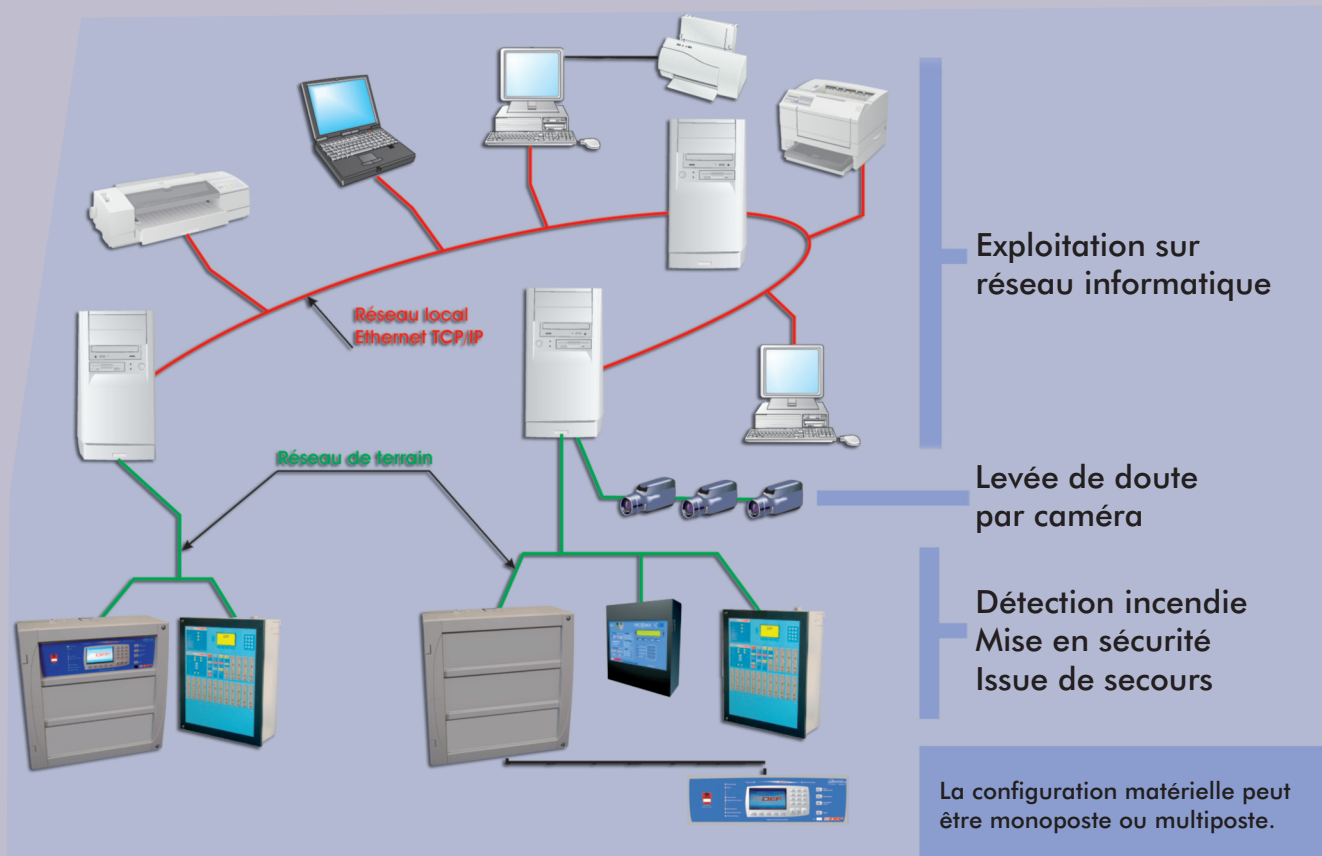 Réseau local
Ethernet TCP/IP
Réseau de terrain
Exploitation sur
réseau informatique
Levée de doute
par caméra
Détection incendie
Mise en sécurité
Issue de secours
DEF
La configuration matérielle peut
être monoposte ou multiposte.